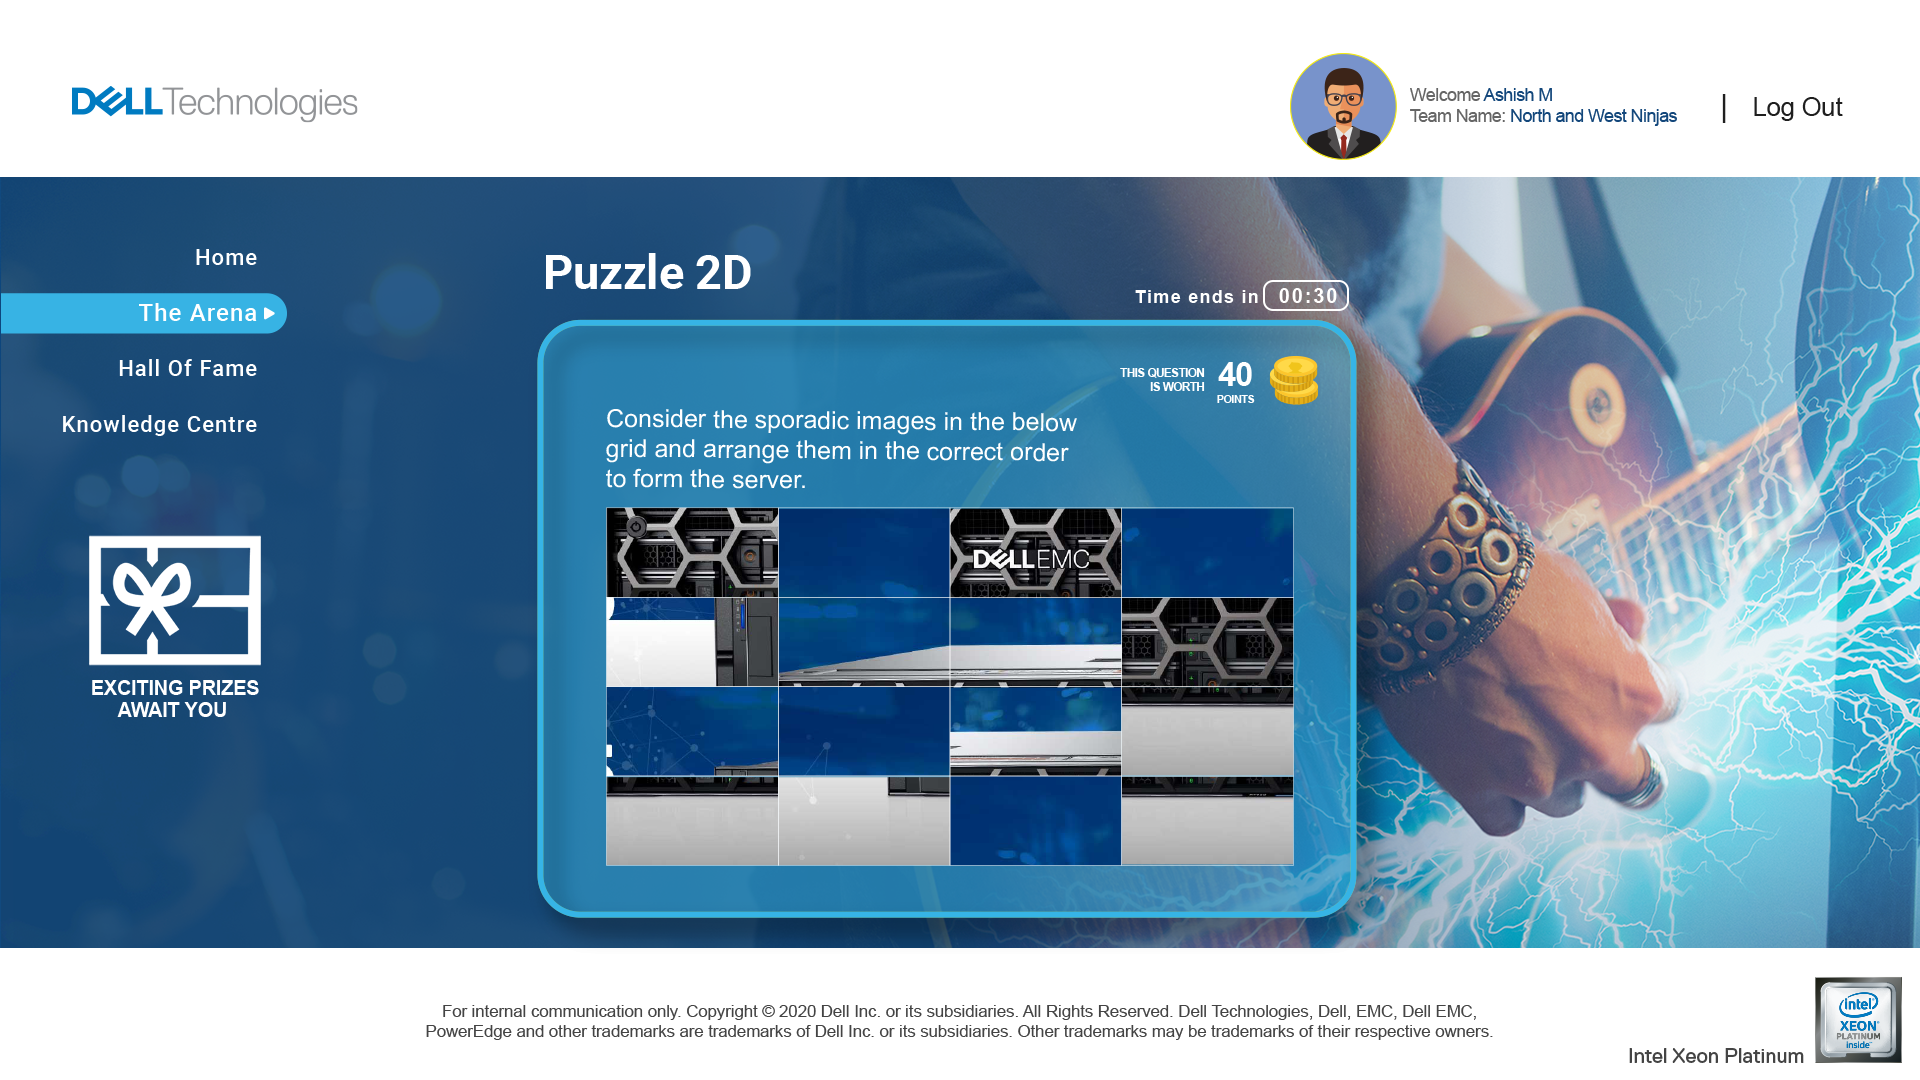 DELL Technologies
Welcome Ashish M
Team Name: North and West Ninjas
| Log Out
Home
The Arena
Hall Of Fame
Knowledge Centre
EXCITING PRIZES
AWAIT YOU
Puzzle 2D
Time ends in 00:30
THIS QUESTION
IS WORTH
40
POINTS
Consider the sporadic images in the below
grid and arrange them in the correct order
to form the server.
DELL EMC
For internal communication only. Copyright © 2020 Dell Inc. or its subsidiaries. All Rights Reserved. Dell Technologies, Dell, EMC, Dell EMC,
PowerEdge and other trademarks are trademarks of Dell Inc. or its subsidiaries. Other trademarks may be trademarks of their respective owners.
Intel Xeon Platinum
intel
XEON
PLATINUM
inside™